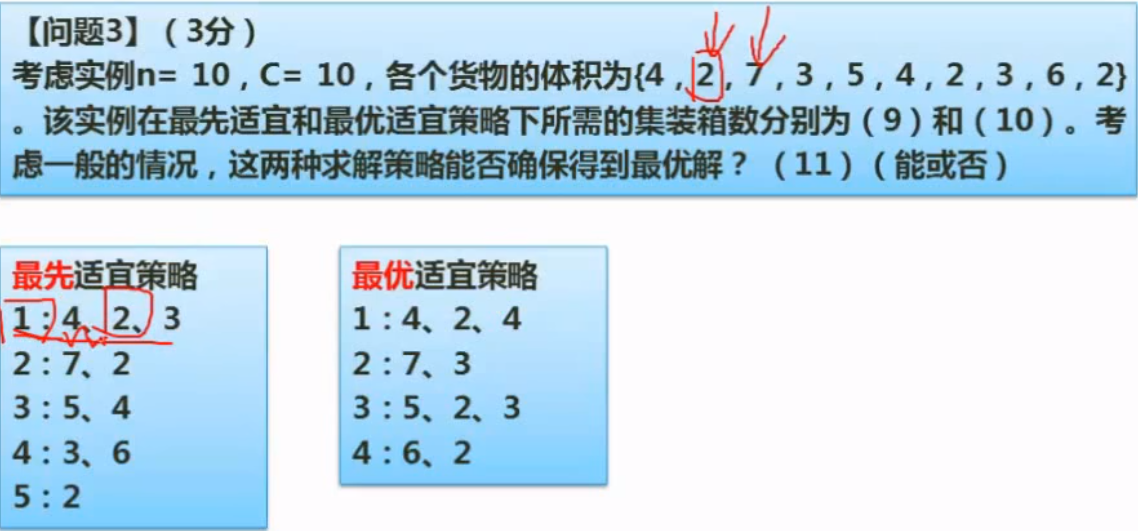 【问题3】（3分）
考虑实例n= 10，C= 10，各个货物的体积为{4，2，7，3，5，4，2，3，6，2}
。该实例在最先适宜和最优适宜策略下所需的集装箱数分别为（9）和（10）。考
虑一般的情况，这两种求解策略能否确保得到最优解？（11）（能或否）
最先适宜策略
1：4、2、3
2：7、2
3：5、4
4：3、6
5：2
最优适宜策略
1：4、2、4
2：7、3
3：5、2、3
4：6、2